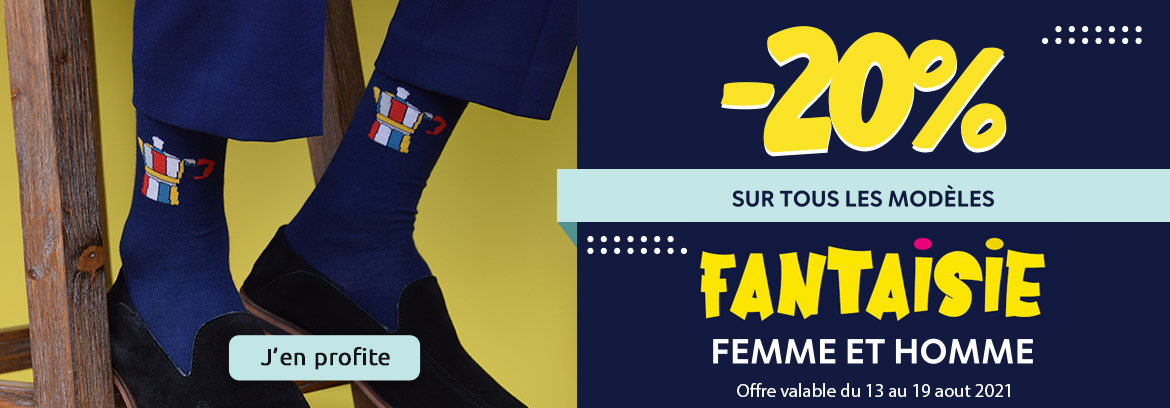 -20%
SUR TOUS LES MODÈLES
FANTAISIE
FEMME ET HOMME
Offre valable du 13 au 19 aout 2021
J'en profite